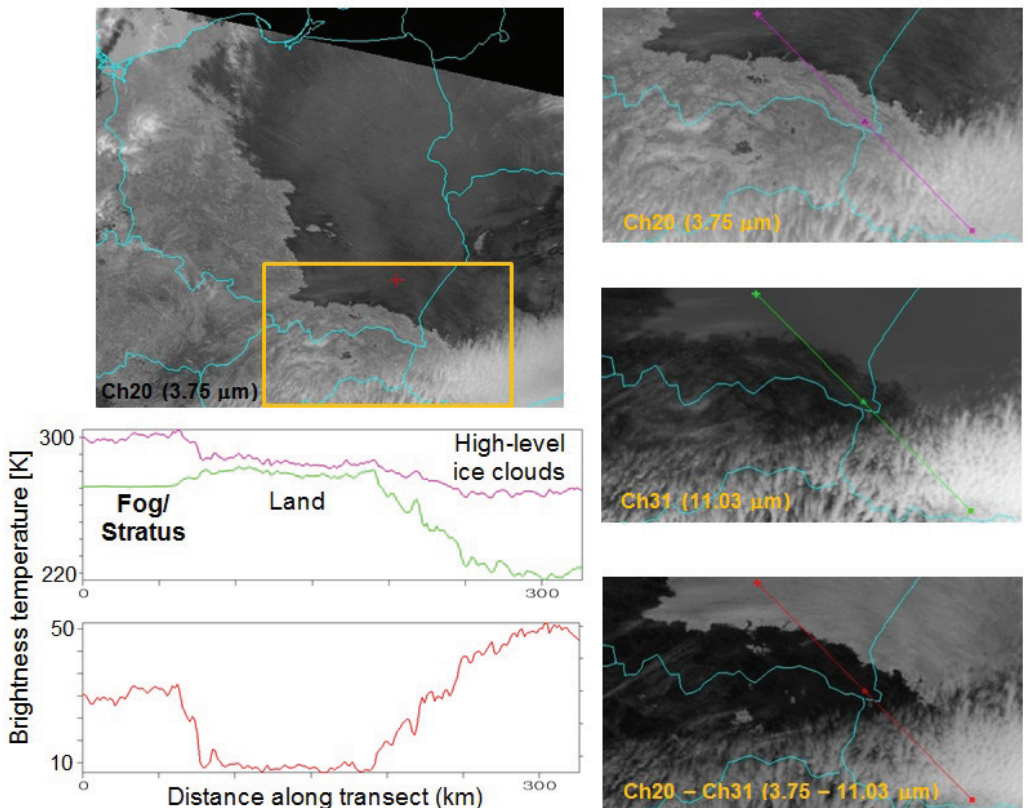 Ch20 (3.75 μm)
Ch20 (3.75 μm)
Ch31 (11.03 μm)
Ch20 – Ch31 (3.75 – 11.03 μm)
Brightness temperature [K]
300
220
High-level
ice clouds
Fog/
Stratus
Land
0
300
50
10
0
300
Distance along transect (km)